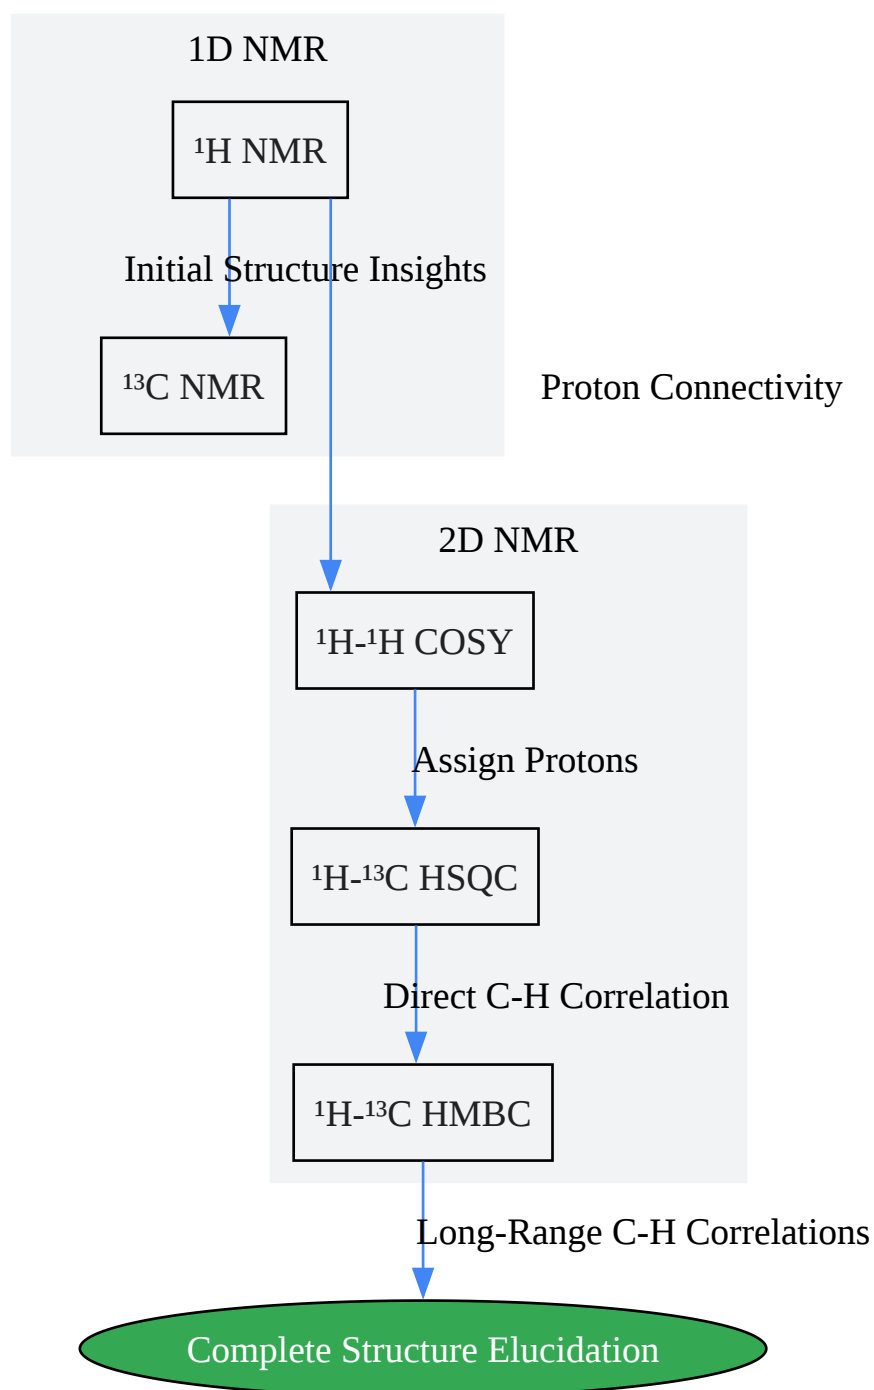 1D NMR
¹H NMR
Initial Structure Insights
¹³C NMR
Proton Connectivity
2D NMR
¹H-¹H COSY
Assign Protons
¹H-¹³C HSQC
Direct C-H Correlation
¹H-¹³C HMBC
Long-Range C-H Correlations
Complete Structure Elucidation